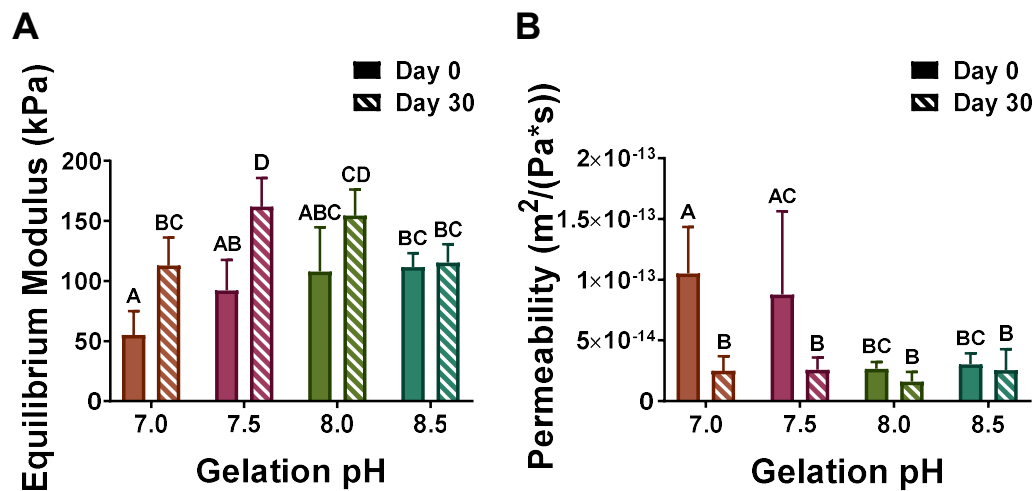 A
Equilibrium Modulus (kPa)
Day 0
Day 30
200
150
100
50
0
A
BC
AB
D
ABC
CD
BC
BC
7.0
7.5
8.0
8.5
Gelation pH
B
Permeability (m²/(Pa*s))
Day 0
Day 30
2×10⁻¹³
1.5×10⁻¹³
1×10⁻¹³
5×10⁻¹⁴
0
A
B
AC
B
BC
B
BC
B
7.0
7.5
8.0
8.5
Gelation pH